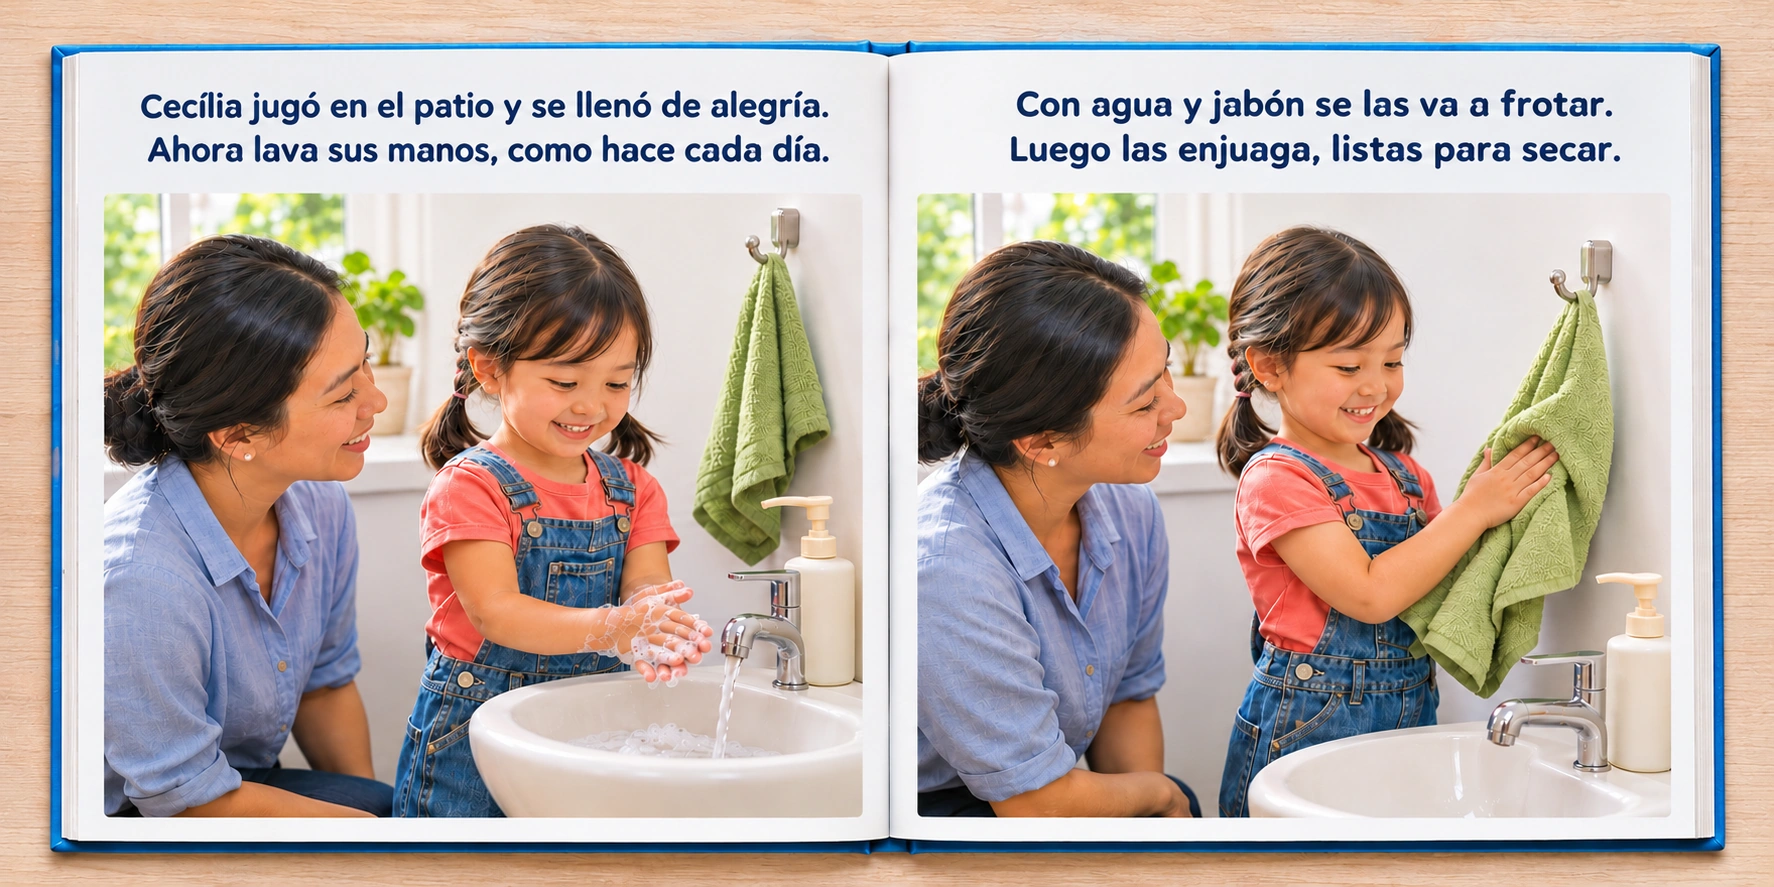 Cecília jugó en el patio y se llenó de alegría.
Ahora lava sus manos, como hace cada día.
Con agua y jabón se las va a frotar.
Luego las enjuaga, listas para secar.